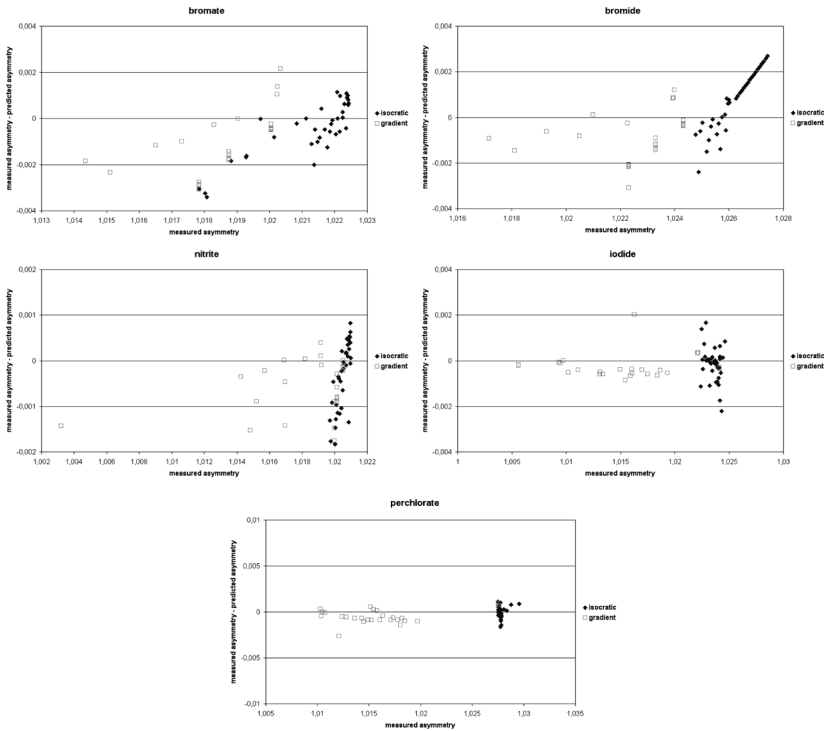 bromate
measured asymmetry - predicted asymmetry
0,004
0,002
0
-0,002
-0,004
1,013
1,014
1,015
1,016
1,017
1,018
1,019
1,02
1,021
1,022
1,023
measured asymmetry
isocratic
gradient
bromide
measured asymmetry - predicted asymmetry
0,004
0,002
0
-0,002
-0,004
1,016
1,018
1,02
1,022
1,024
1,026
1,028
measured asymmetry
isocratic
gradient
nitrite
measured asymmetry - predicted asymmetry
0,002
0,001
0
-0,001
-0,002
1,002
1,004
1,006
1,008
1,01
1,012
1,014
1,016
1,018
1,02
1,022
measured asymmetry
isocratic
gradient
iodide
measured asymmetry - predicted asymmetry
0,004
0,002
0
-0,002
-0,004
1
1,005
1,01
1,015
1,02
1,025
1,03
measured asymmetry
isocratic
gradient
perchlorate
measured asymmetry - predicted asymmetry
0,01
0,005
0
-0,005
-0,01
1,005
1,01
1,015
1,02
1,025
1,03
1,035
measured asymmetry
isocratic
gradient